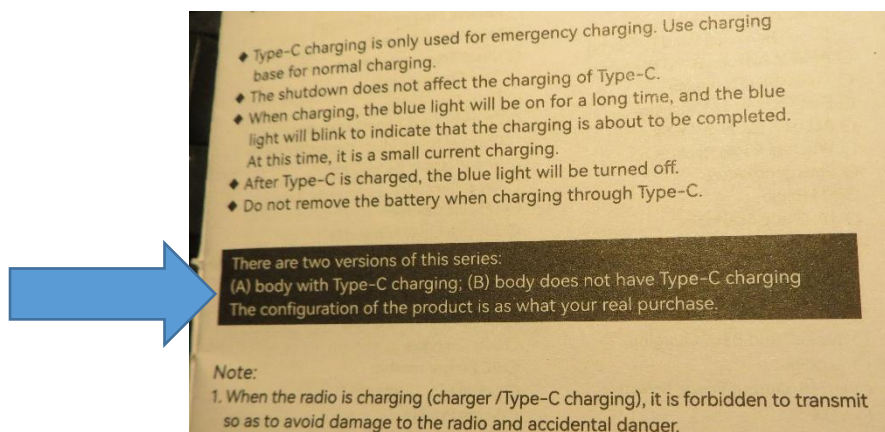 ◆ Type-C charging is only used for emergency charging. Use charging
base for normal charging.
◆ The shutdown does not affect the charging of Type-C.
◆ When charging, the blue light will be on for a long time, and the blue
light will blink to indicate that the charging is about to be completed.
At this time, it is a small current charging.
◆ After Type-C is charged, the blue light will be turned off.
◆ Do not remove the battery when charging through Type-C.
There are two versions of this series:
(A) body with Type-C charging; (B) body does not have Type-C charging
The configuration of the product is as what your real purchase.
Note:
1. When the radio is charging (charger /Type-C charging), it is forbidden to transmit
so as to avoid damage to the radio and accidental danger.